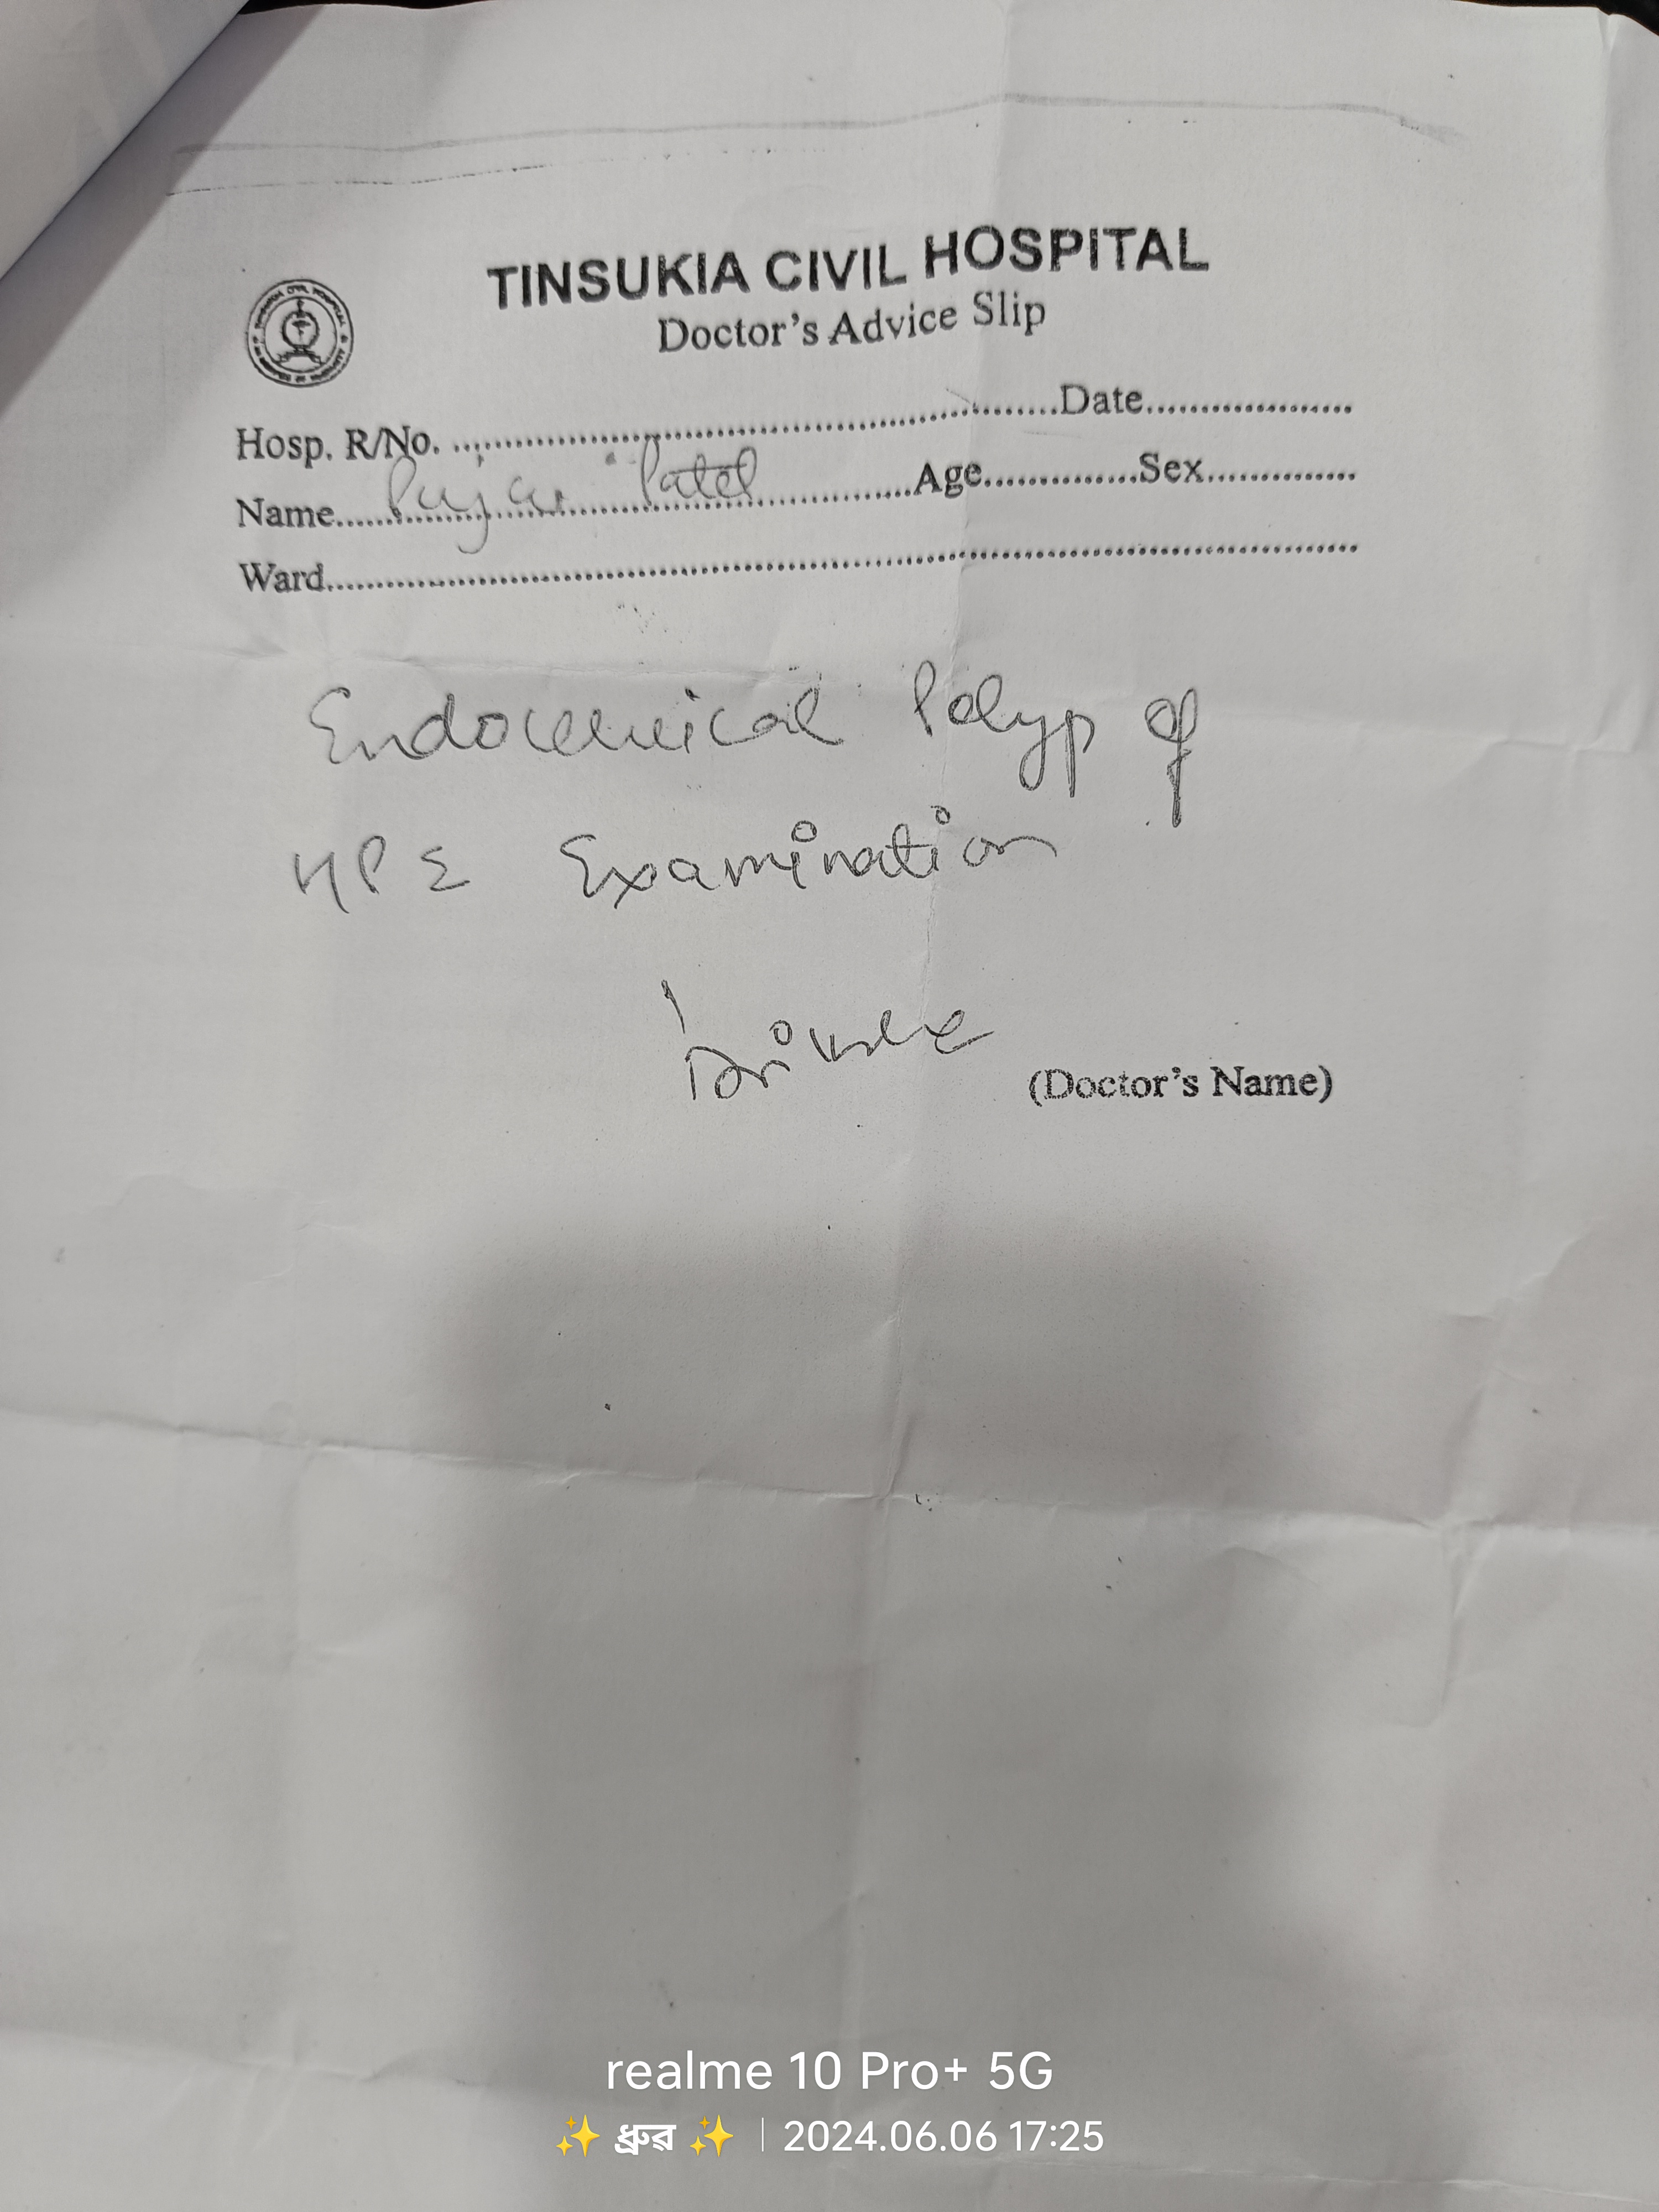 TINSUKIA CIVIL HOSPITAL
Doctor's Advice Slip
Hosp. R/No. ................................ Date....................
Name..... Patel ............Age...............Sex..............
Ward................................................................
Endocervical Polyp of
HPE Examination
(Doctor's Name)
realme 10 Pro+ 5G
✨ ধ্ৰুৱ ✨ | 2024.06.06 17:25